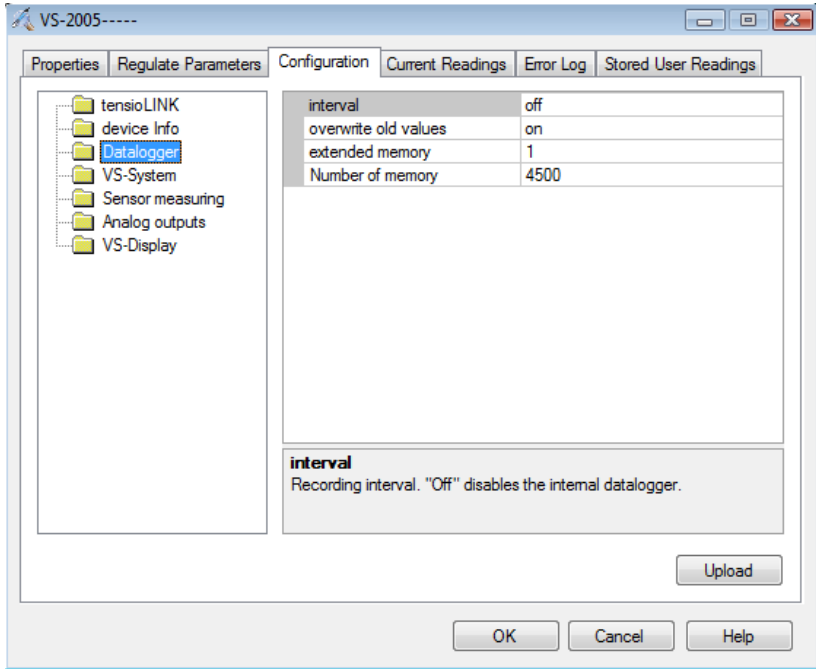 VS-2005-----
Properties Regulate Parameters Configuration Current Readings Error Log Stored User Readings
tensioLINK
device Info
Datalogger
VS-System
Sensor measuring
Analog outputs
VS-Display
interval off
overwrite old values on
extended memory 1
Number of memory 4500
interval
Recording interval. "Off" disables the internal datalogger.
Upload
OK Cancel Help